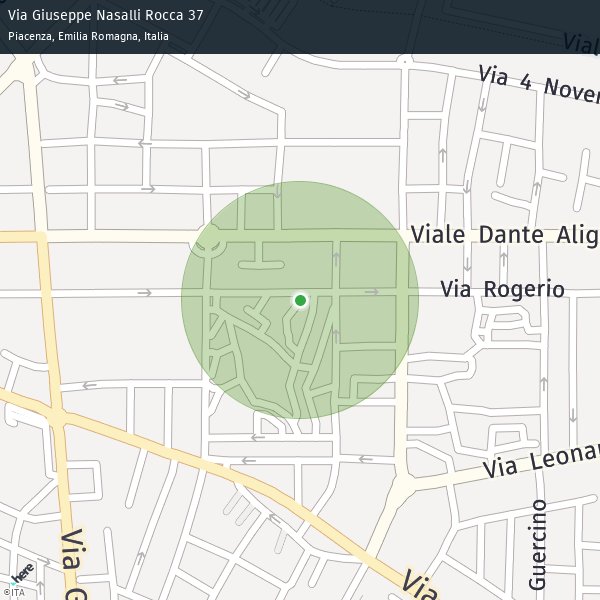 Via Giuseppe Nasalli Rocca 37
Piacenza, Emilia Romagna, Italia
Vial
Via 4 Novem
Viale Dante Alig
Via Rogerio
Via Leonar
Guercino
Via G
Via
here
©ITA